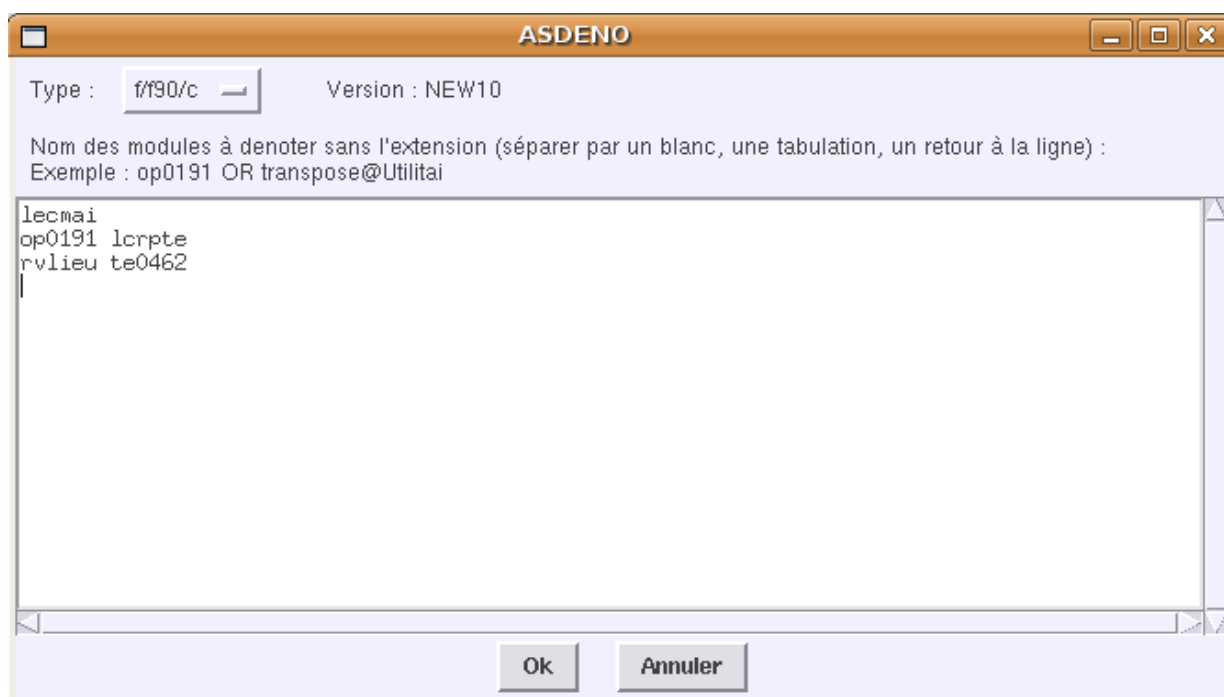 ASDENO
Type : f/f90/c Version : NEW10
Nom des modules à denoter sans l'extension (séparer par un blanc, une tabulation, un retour à la ligne) :
Exemple : op0191 OR transpose@Utilitai
lecmai
op0191 lcrpte
rvlieu te0462
Ok Annuler